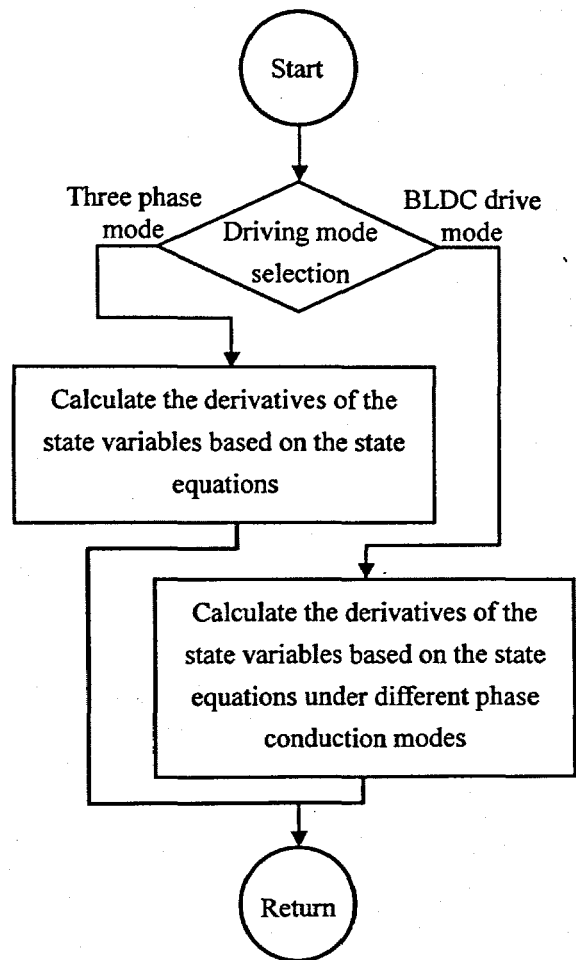 Start
Three phase
mode
BLDC drive
mode
Driving mode
selection
Calculate the derivatives of the
state variables based on the state
equations
Calculate the derivatives of the
state variables based on the state
equations under different phase
conduction modes
Return